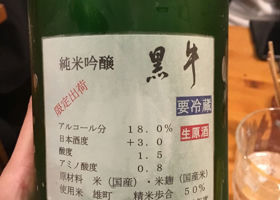 純米吟醸 黒牛
限定出荷
要冷蔵
生原酒
アルコール分 18.0%
日本酒度 +3.0
酸度 1.5
アミノ酸度 0.8
原材料 米(国産)・米麹(国産米)
使用米 雄町 精米歩合 50%